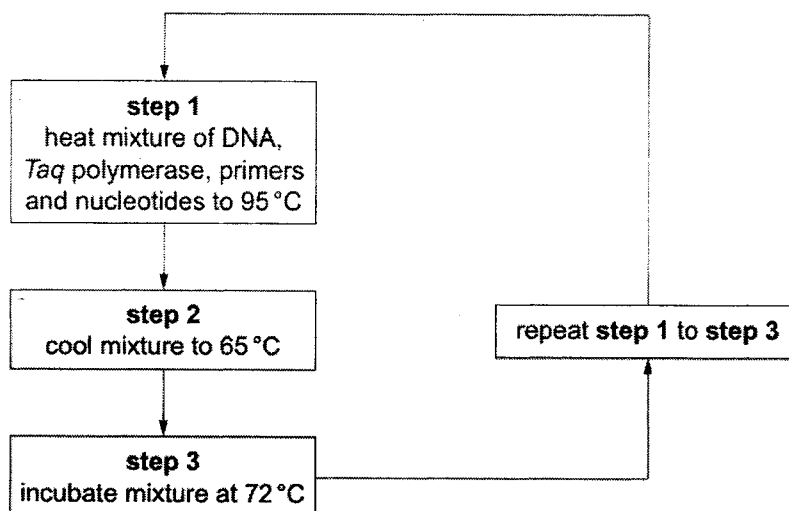 step 1
heat mixture of DNA,
Taq polymerase, primers
and nucleotides to 95 °C
step 2
cool mixture to 65 °C
step 3
incubate mixture at 72 °C
repeat step 1 to step 3